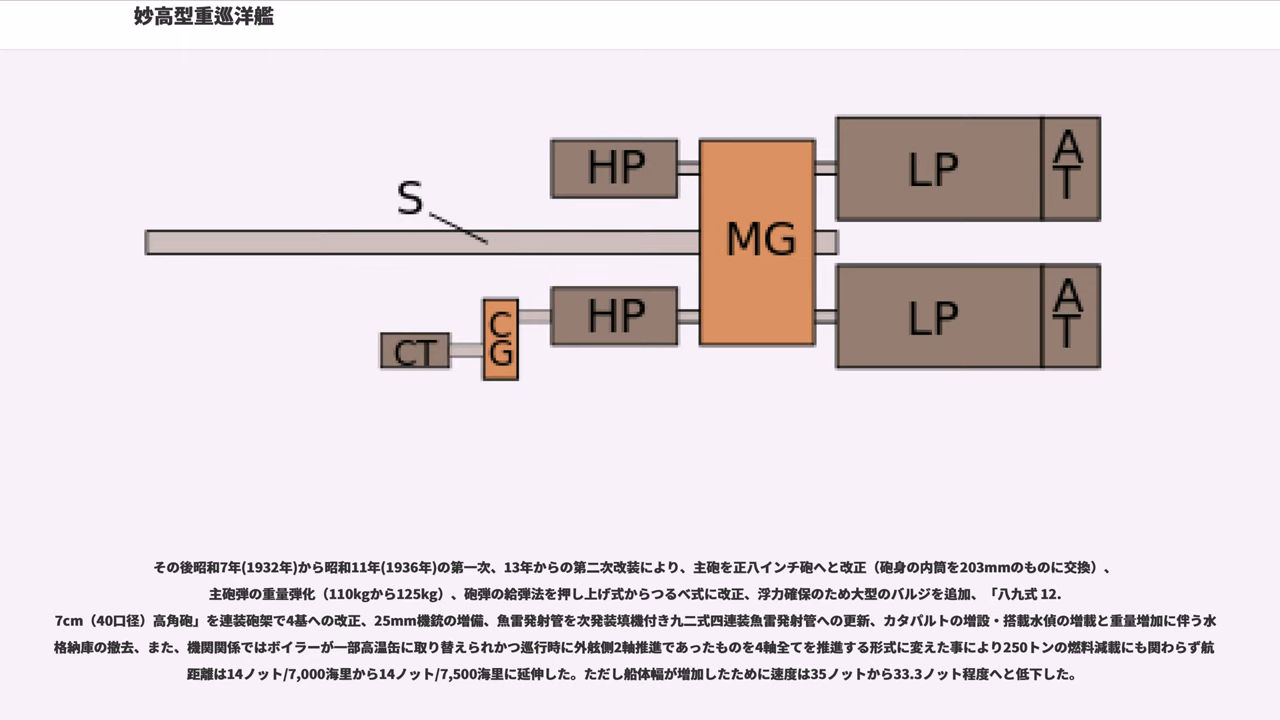 妙高型重巡洋艦
HP
MG
LP
A
T
S
HP
LP
A
T
C
G
CT
その後昭和7年(1932年)から昭和11年(1936年)の第一次、13年からの第二次改装により、主砲を正八インチ砲へと改正（砲身の内筒を203mmのものに交換）、
主砲弾の重量弾化（110kgから125kg）、砲弾の給弾法を押し上げ式からつるべ式に改正、浮力確保のため大型のバルジを追加、「八九式 12.
7cm（40口径）高角砲」を連装砲架で4基への改正、25mm機銃の増備、魚雷発射管を次発装填機付き九二式四連装魚雷発射管への更新、カタパルトの増設・搭載水偵の増載と重量増加に伴う水
格納庫の撤去、また、機関関係ではボイラーが一部高温缶に取り替えられかつ巡行時に外舷側2軸推進であったものを4軸全てを推進する形式に変えた事により250トンの燃料減載にも関わらず航
距離は14ノット/7,000海里から14ノット/7,500海里に延伸した。ただし船体幅が増加したために速度は35ノットから33.3ノット程度へと低下した。